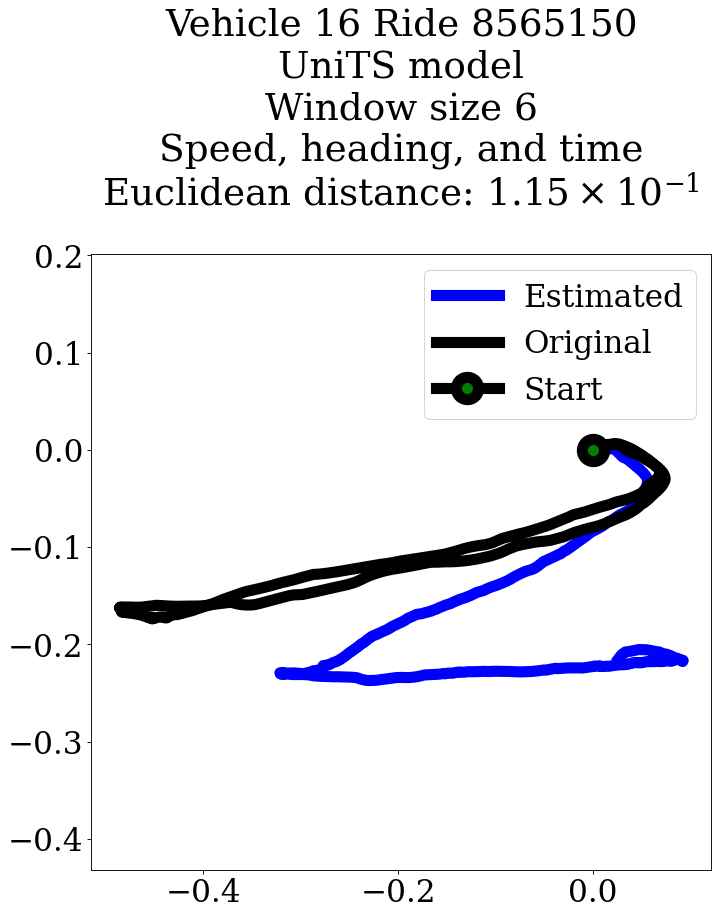 Vehicle 16 Ride 8565150
UniTS model
Window size 6
Speed, heading, and time
Euclidean distance: 1.15 × 10⁻¹
0.2
Estimated
0.1
Original
Start
0.0
−0.1
−0.2
−0.3
−0.4
−0.4 −0.2 0.0